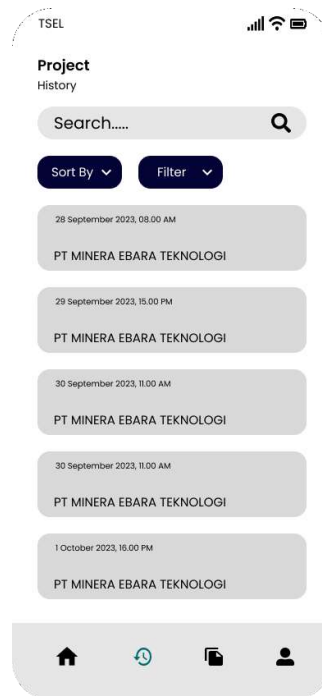 TSEL
Project
History
Search.....
Sort By
Filter
28 September 2023, 08.00 AM
PT MINERA EBARA TEKNOLOGI
29 September 2023, 15.00 PM
PT MINERA EBARA TEKNOLOGI
30 September 2023, 11.00 AM
PT MINERA EBARA TEKNOLOGI
30 September 2023, 11.00 AM
PT MINERA EBARA TEKNOLOGI
1 October 2023, 16.00 PM
PT MINERA EBARA TEKNOLOGI